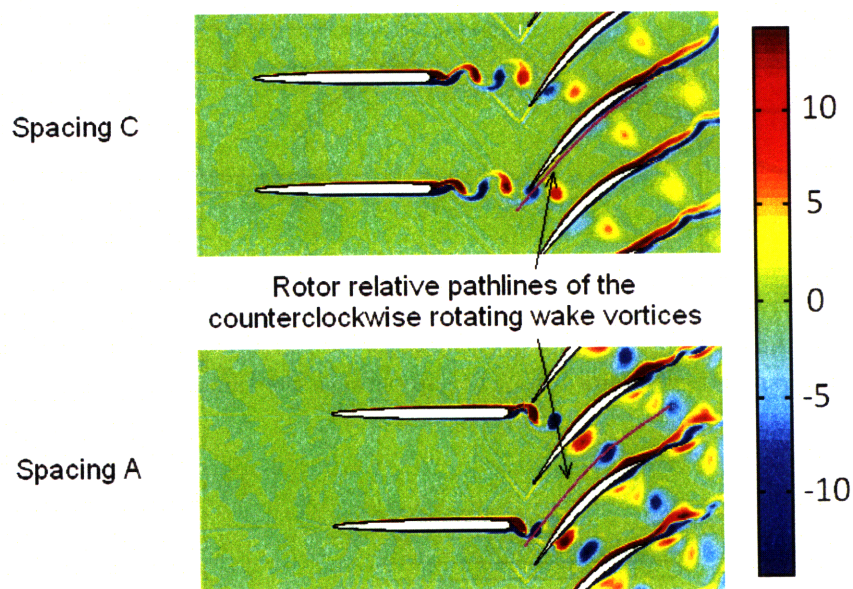 Spacing C
10
5
0
-5
-10
Rotor relative pathlines of the
counterclockwise rotating wake vortices
Spacing A